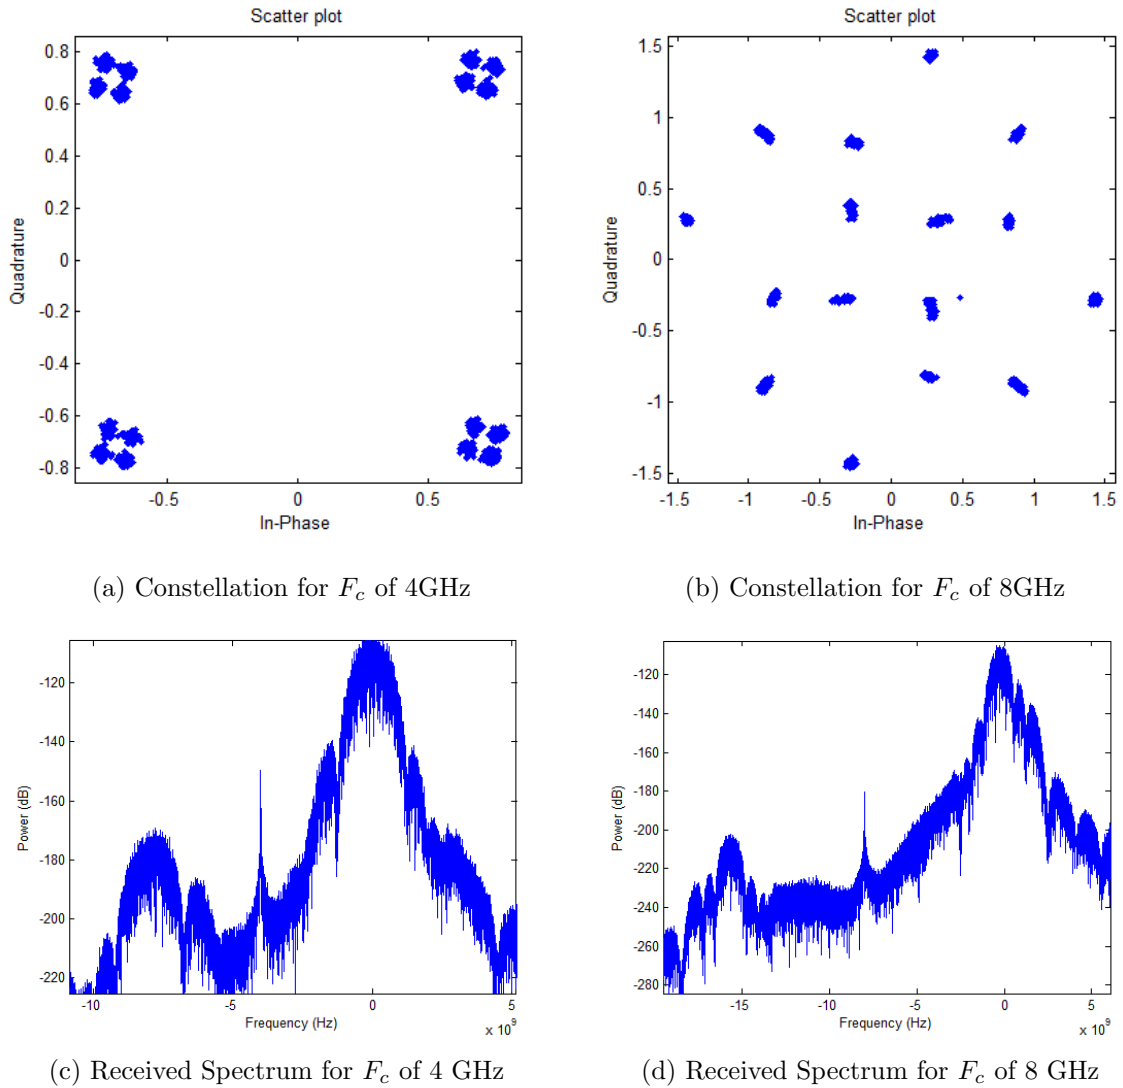 Scatter plot
0.8
0.6
0.4
0.2
0
-0.2
-0.4
-0.6
-0.8
Quadrature
-0.5 0 0.5
In-Phase
(a) Constellation for Fc of 4GHz
Scatter plot
1.5
1
0.5
0
-0.5
-1
-1.5
Quadrature
-1.5 -1 -0.5 0 0.5 1 1.5
In-Phase
(b) Constellation for Fc of 8GHz
-120
-140
-160
-180
-200
-220
Power (dB)
-10 -5 0 5
Frequency (Hz)
x 10^9
(c) Received Spectrum for Fc of 4 GHz
-120
-140
-160
-180
-200
-220
-240
-260
-280
Power (dB)
-15 -10 -5 0 5
Frequency (Hz)
x 10^9
(d) Received Spectrum for Fc of 8 GHz